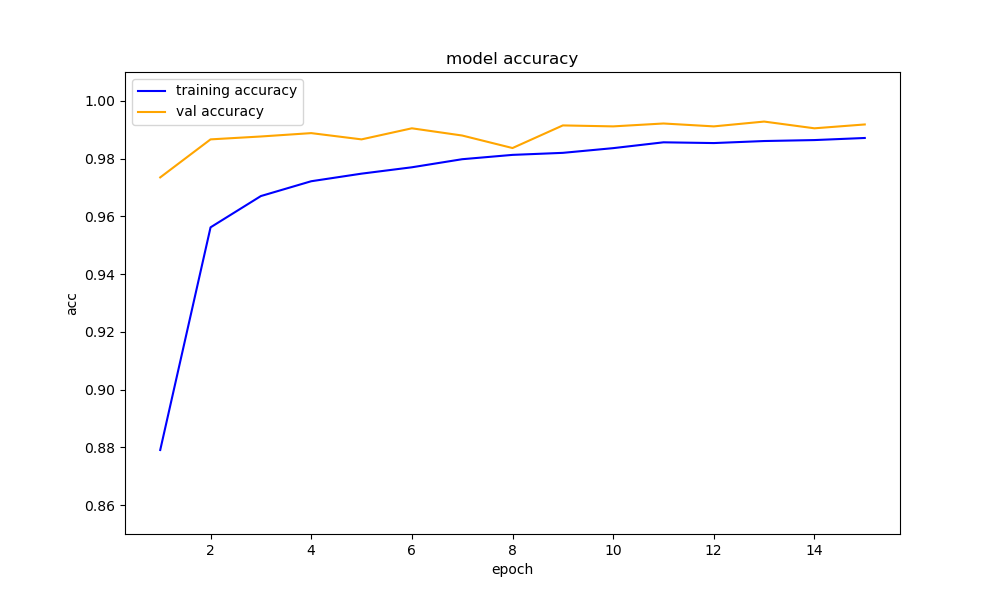 model accuracy
training accuracy
val accuracy
1.00
0.98
0.96
0.94
0.92
0.90
0.88
0.86
acc
2 4 6 8 10 12 14
epoch